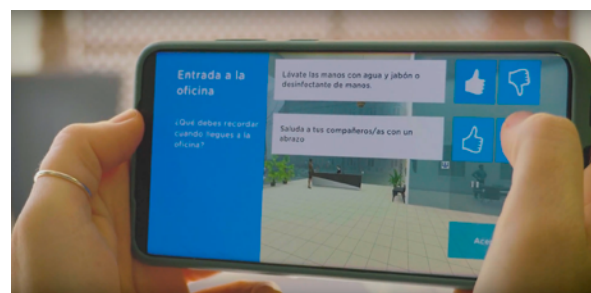 Entrada a la
oficina
¿Qué debes recordar
cuando llegues a la
oficina?
Lávate las manos con agua y jabón o
desinfectante de manos.
Saluda a tus compañeros/as con un
abrazo